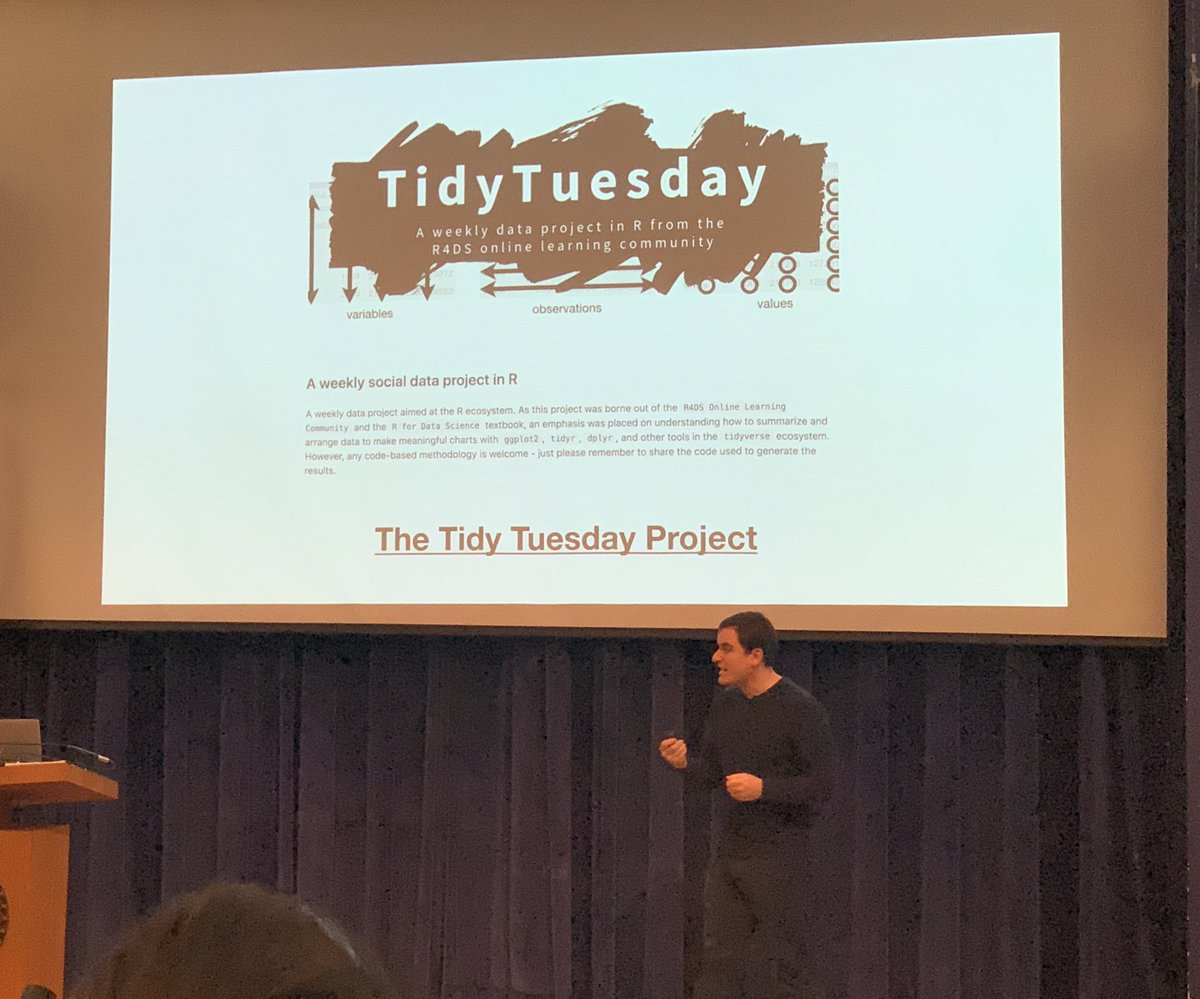 TidyTuesday
A weekly data project in R from the
R4DS online learning community
variables
observations
values
A weekly social data project in R
A weekly data project aimed at the R ecosystem. As this project was borne out of the R4DS Online Learning
Community and the R for Data Science textbook, an emphasis was placed on understanding how to summarize and
arrange data to make meaningful charts with ggplot2, tidyr, dplyr, and other tools in the tidyverse ecosystem.
However, any code-based methodology is welcome - just please remember to share the code used to generate the
results.
The Tidy Tuesday Project